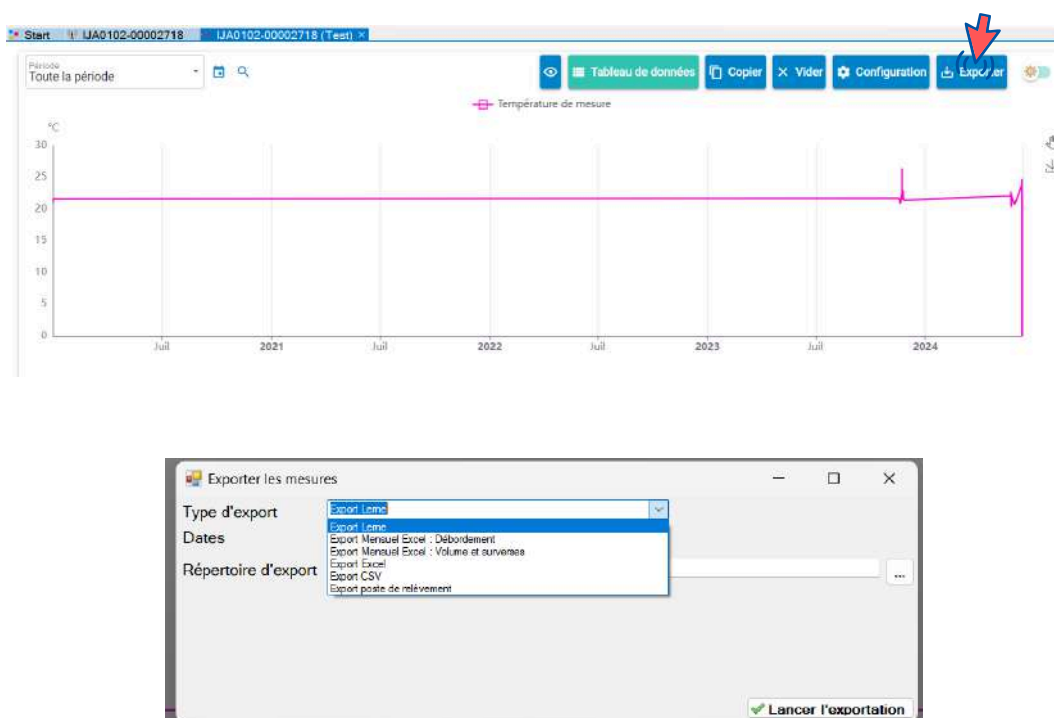 Start IJA0102-00002718 IJA0102-00002718 (Test) ×
Période
Toute la période
Tableau de données Copier Vider Configuration Exporter
Température de mesure
°C
30
25
20
15
10
5
0
Juil 2021 Juil 2022 Juil 2023 Juil 2024
Exporter les mesures
Type d'export Export Lerne
Export Lerne
Dates Export Mensuel Excel : Débordement
Export Mensuel Excel : Volume et surverses
Répertoire d'export Export Excel ...
Export CSV
Export poste de relèvement
Lancer l'exportation